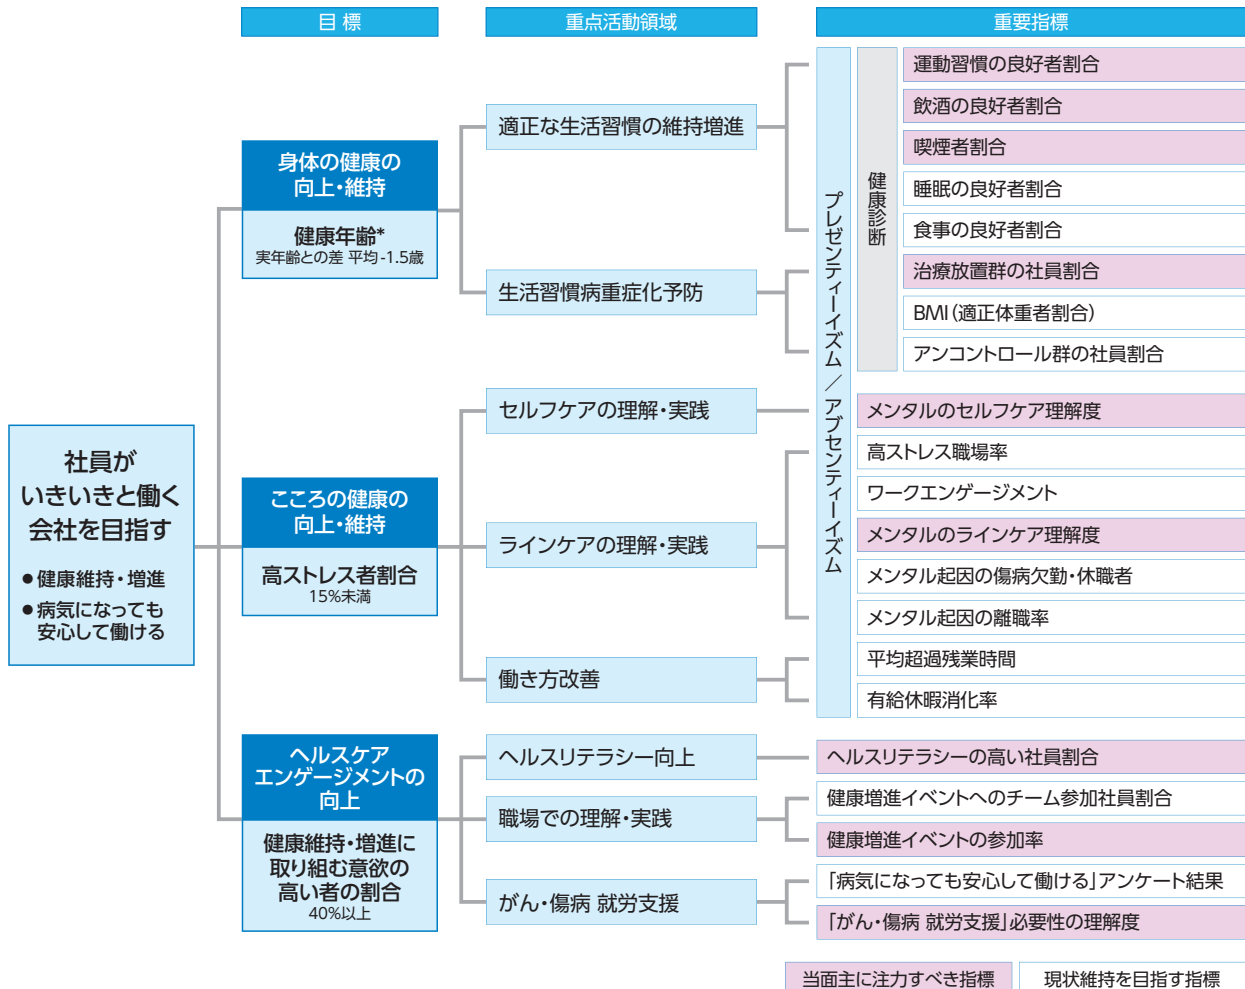 目 標
重点活動領域
重要指標
社員が
いきいきと働く
会社を目指す
●健康維持・増進
●病気になっても
安心して働ける
身体の健康の
向上・維持
健康年齢*
実年齢との差 平均-1.5歳
適正な生活習慣の維持増進
生活習慣病重症化予防
こころの健康の
向上・維持
高ストレス者割合
15%未満
セルフケアの理解・実践
ラインケアの理解・実践
働き方改善
ヘルスケア
エンゲージメントの
向上
健康維持・増進に
取り組む意欲の
高い者の割合
40%以上
ヘルスリテラシー向上
職場での理解・実践
がん・傷病 就労支援
プレゼンティーイズム／アブセンティーイズム
健康診断
運動習慣の良好者割合
飲酒の良好者割合
喫煙者割合
睡眠の良好者割合
食事の良好者割合
治療放置群の社員割合
BMI（適正体重者割合）
アンコントロール群の社員割合
メンタルのセルフケア理解度
高ストレス職場率
ワークエンゲージメント
メンタルのラインケア理解度
メンタル起因の傷病欠勤・休職者
メンタル起因の離職率
平均超過残業時間
有給休暇消化率
ヘルスリテラシーの高い社員割合
健康増進イベントへのチーム参加社員割合
健康増進イベントの参加率
「病気になっても安心して働ける」アンケート結果
「がん・傷病 就労支援」必要性の理解度
当面主に注力すべき指標
現状維持を目指す指標